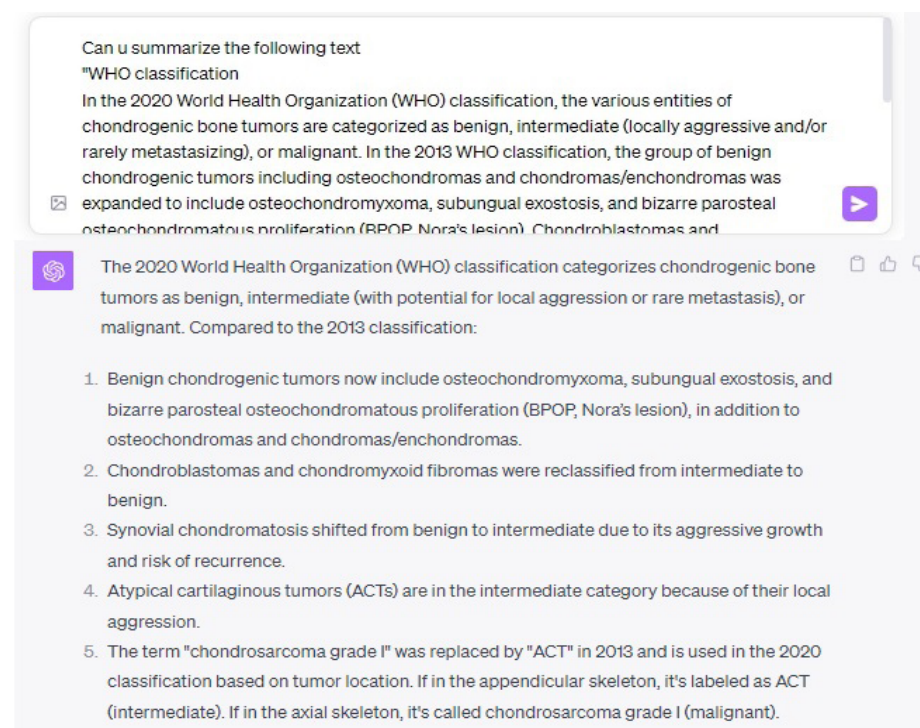 Can u summarize the following text
"WHO classification
In the 2020 World Health Organization (WHO) classification, the various entities of
chondrogenic bone tumors are categorized as benign, intermediate (locally aggressive and/or
rarely metastasizing), or malignant. In the 2013 WHO classification, the group of benign
chondrogenic tumors including osteochondromas and chondromas/enchondromas was
expanded to include osteochondromyxoma, subungual exostosis, and bizarre parosteal
osteochondromatous proliferation (BPOP, Nora's lesion). Chondroblastomas and
The 2020 World Health Organization (WHO) classification categorizes chondrogenic bone
tumors as benign, intermediate (with potential for local aggression or rare metastasis), or
malignant. Compared to the 2013 classification:
1. Benign chondrogenic tumors now include osteochondromyxoma, subungual exostosis, and
bizarre parosteal osteochondromatous proliferation (BPOP, Nora's lesion), in addition to
osteochondromas and chondromas/enchondromas.
2. Chondroblastomas and chondromyxoid fibromas were reclassified from intermediate to
benign.
3. Synovial chondromatosis shifted from benign to intermediate due to its aggressive growth
and risk of recurrence.
4. Atypical cartilaginous tumors (ACTs) are in the intermediate category because of their local
aggression.
5. The term "chondrosarcoma grade I" was replaced by "ACT" in 2013 and is used in the 2020
classification based on tumor location. If in the appendicular skeleton, it's labeled as ACT
(intermediate). If in the axial skeleton, it's called chondrosarcoma grade I (malignant).